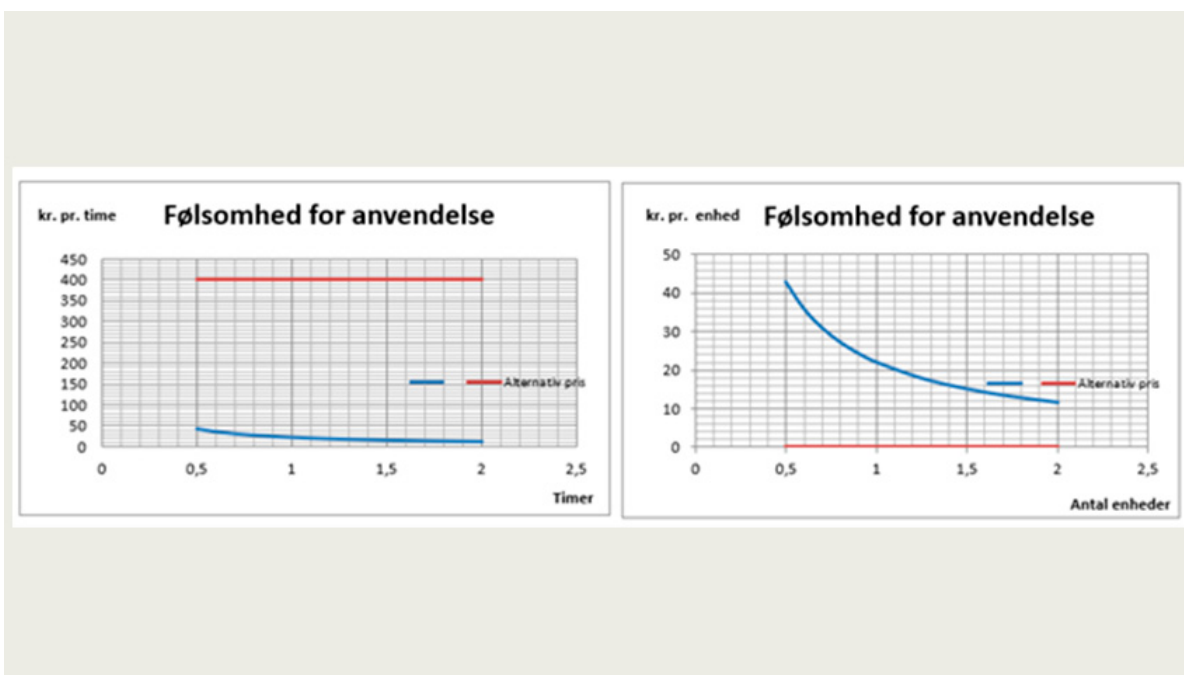 kr. pr. time Følsomhed for anvendelse
450
400
350
300
250
200
150
100
50
0
Alternativ pris
0 0,5 1 1,5 2 2,5
Timer
kr. pr. enhed Følsomhed for anvendelse
50
40
30
20
10
0
Alternativ pris
0 0,5 1 1,5 2 2,5
Antal enheder